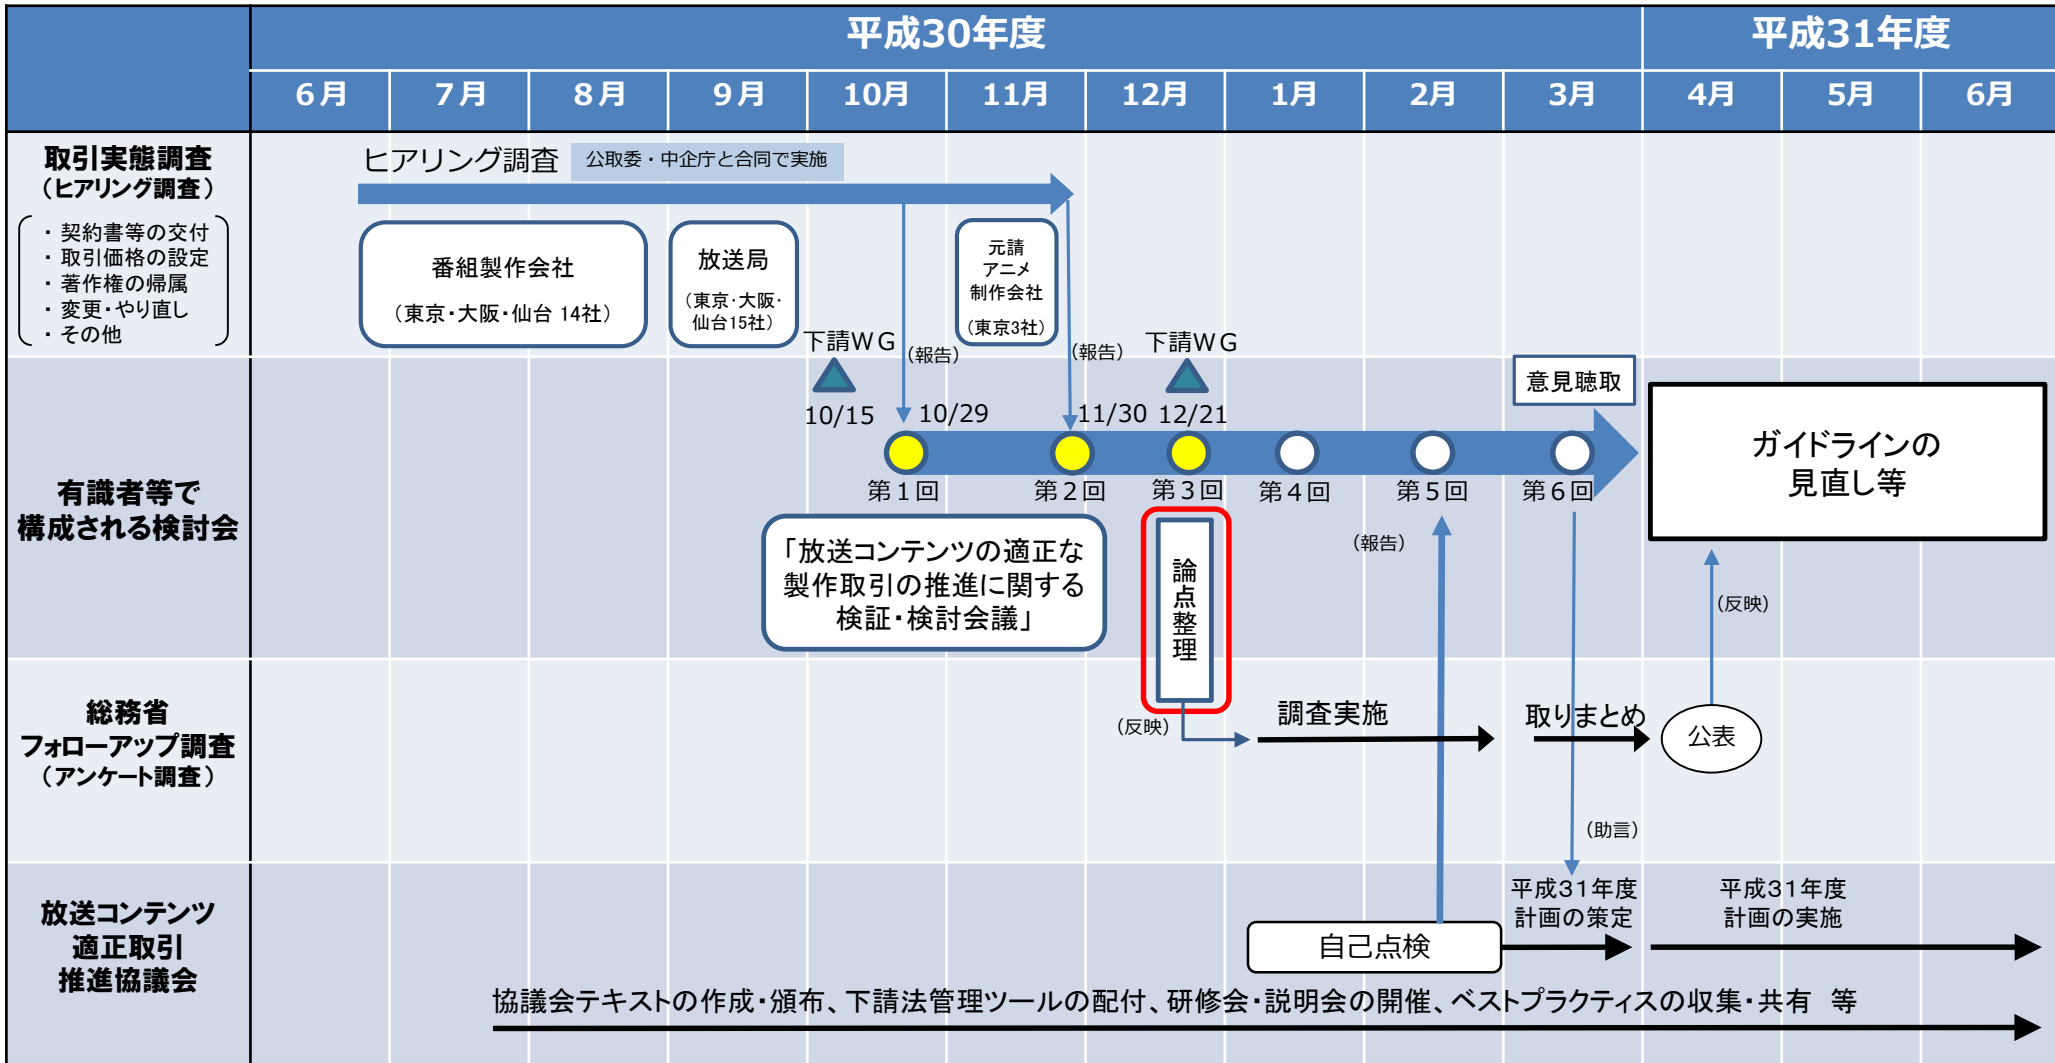 平成30年度
平成31年度
6月
7月
8月
9月
10月
11月
12月
1月
2月
3月
4月
5月
6月
取引実態調査
（ヒアリング調査）
・ 契約書等の交付
・ 取引価格の設定
・ 著作権の帰属
・ 変更・やり直し
・ その他
ヒアリング調査
公取委・中企庁と合同で実施
番組製作会社
（東京・大阪・仙台 14社）
放送局
（東京・大阪・
仙台15社）
元請
アニメ
制作会社
（東京3社）
下請ＷＧ
（報告）
（報告）
下請ＷＧ
有識者等で
構成される検討会
10/15
10/29
11/30
12/21
意見聴取
第１回
第２回
第３回
第４回
第５回
第６回
「放送コンテンツの適正な
製作取引の推進に関する
検証・検討会議」
論点整理
（報告）
ガイドラインの
見直し等
（反映）
総務省
フォローアップ調査
（アンケート調査）
（反映）
調査実施
取りまとめ
公表
（助言）
放送コンテンツ
適正取引
推進協議会
自己点検
平成31年度
計画の策定
平成31年度
計画の実施
協議会テキストの作成・頒布、下請法管理ツールの配付、研修会・説明会の開催、ベストプラクティスの収集・共有　等